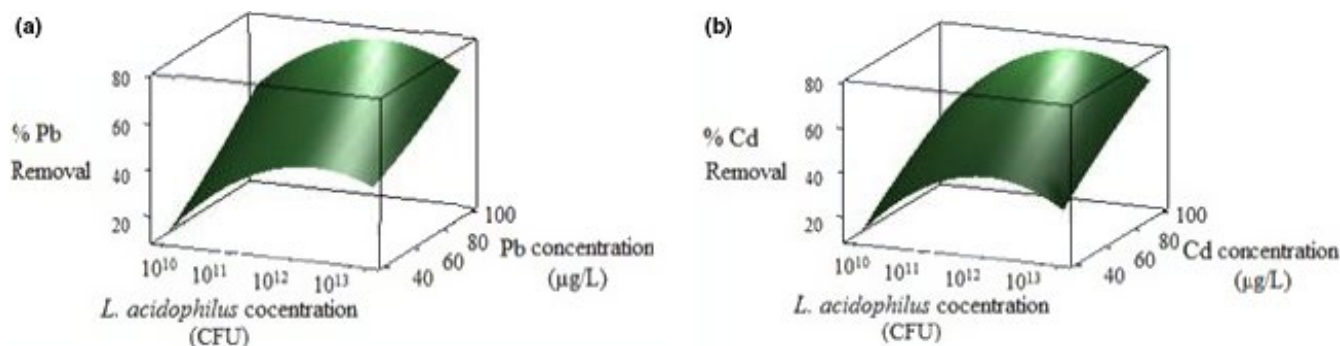 (a)
80
60
40
20
% Pb
Removal
10¹⁰
10¹¹
10¹²
10¹³
L. acidophilus cocentration
(CFU)
40
60
80
100
Pb concentration
(µg/L)
(b)
80
60
40
20
% Cd
Removal
10¹⁰
10¹¹
10¹²
10¹³
L. acidophilus cocentration
(CFU)
40
60
80
100
Cd concentration
(µg/L)